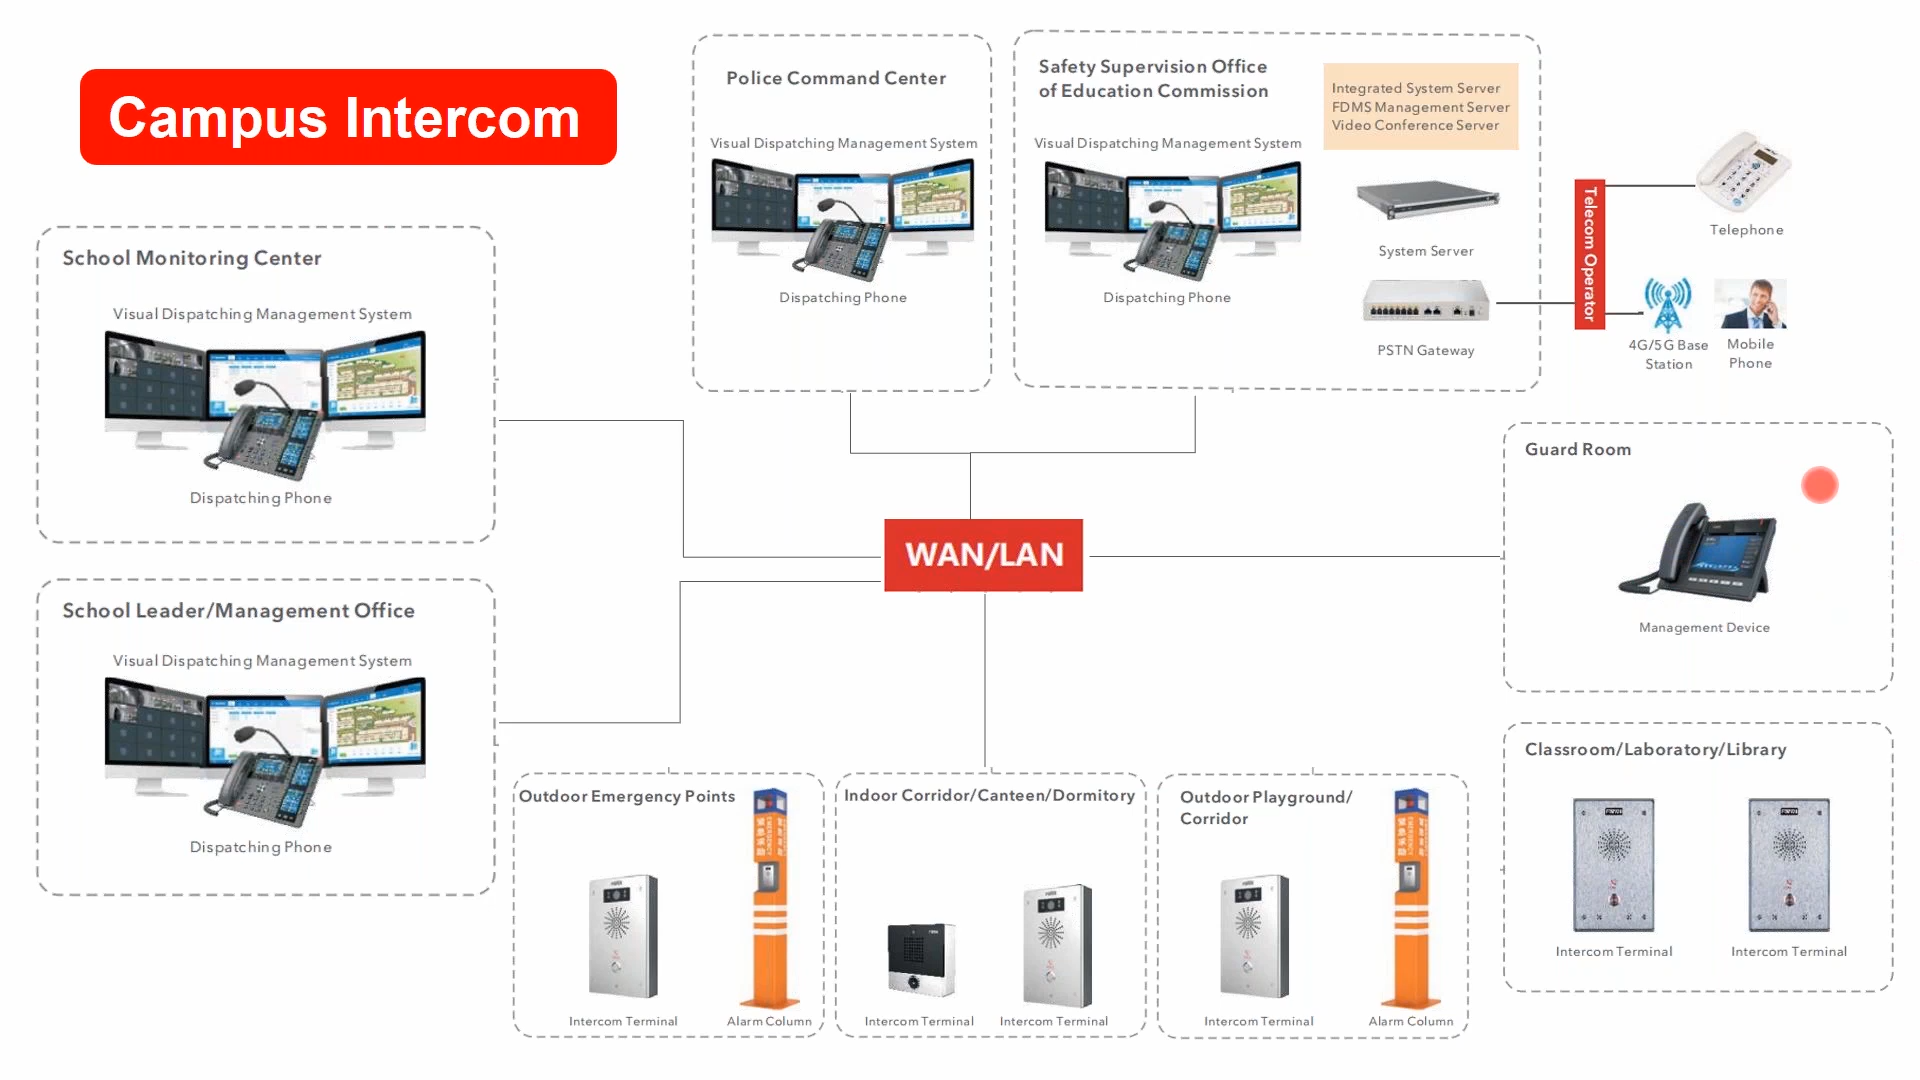 Campus Intercom
Police Command Center
Visual Dispatching Management System
Dispatching Phone
Safety Supervision Office
of Education Commission
Visual Dispatching Management System
Dispatching Phone
Integrated System Server
FDMS Management Server
Video Conference Server
System Server
PSTN Gateway
Telecom Operator
Telephone
4G/5G Base
Station
Mobile
Phone
School Monitoring Center
Visual Dispatching Management System
Dispatching Phone
WAN/LAN
Guard Room
Management Device
School Leader/Management Office
Visual Dispatching Management System
Dispatching Phone
Outdoor Emergency Points
EMERGENCY
Intercom Terminal
Alarm Column
Indoor Corridor/Canteen/Dormitory
Intercom Terminal
Intercom Terminal
Outdoor Playground/
Corridor
EMERGENCY
Intercom Terminal
Alarm Column
Classroom/Laboratory/Library
Intercom Terminal
Intercom Terminal